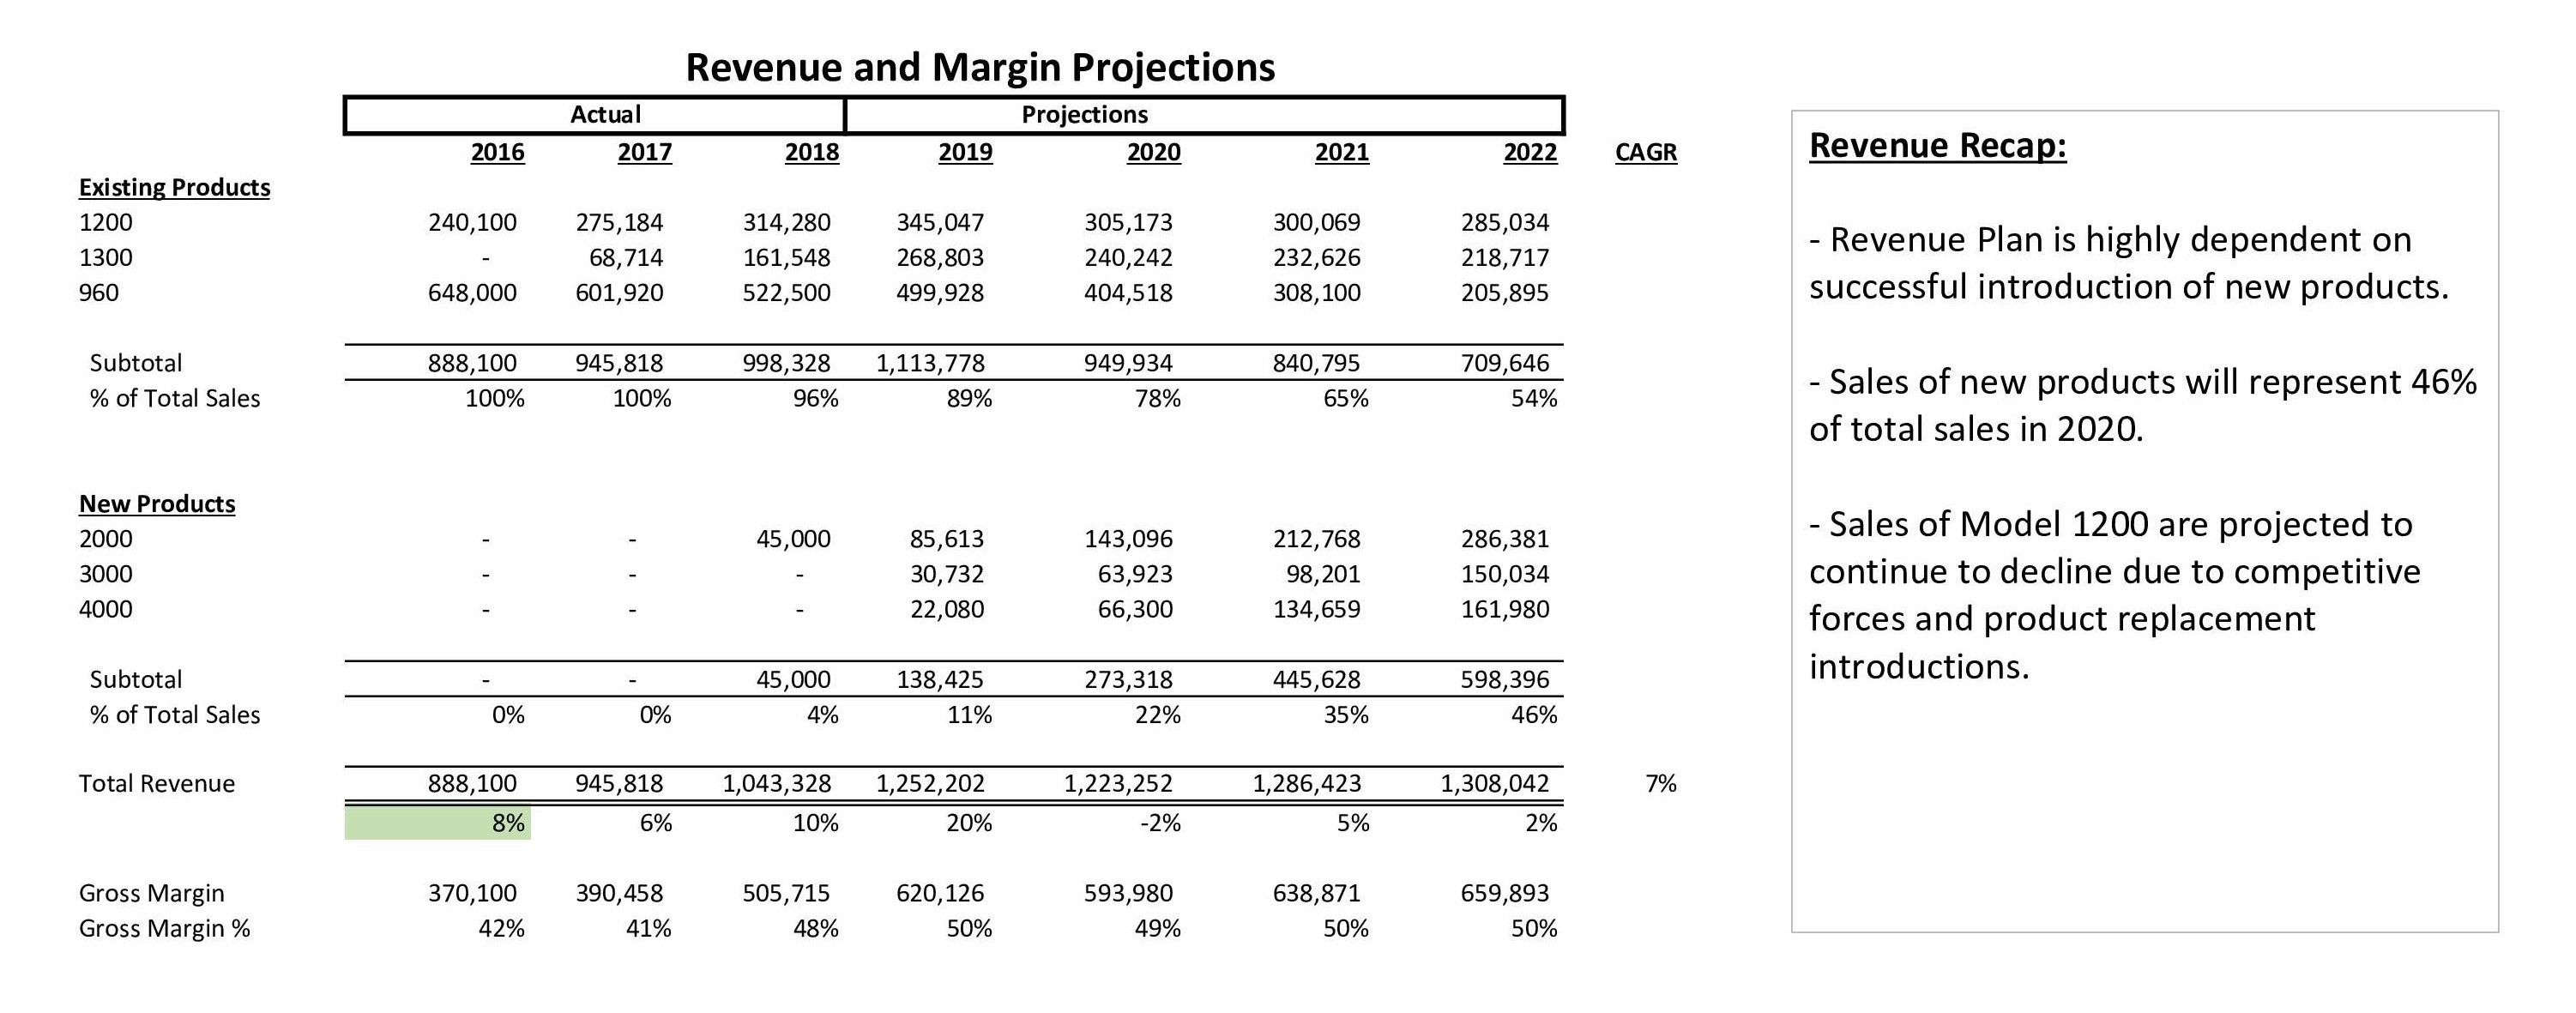 Revenue and Margin Projections
Actual Projections
2016 2017 2018 2019 2020 2021 2022 CAGR
Existing Products
1200 240,100 275,184 314,280 345,047 305,173 300,069 285,034
1300 - 68,714 161,548 268,803 240,242 232,626 218,717
960 648,000 601,920 522,500 499,928 404,518 308,100 205,895
Subtotal 888,100 945,818 998,328 1,113,778 949,934 840,795 709,646
% of Total Sales 100% 100% 96% 89% 78% 65% 54%
New Products
2000 - - 45,000 85,613 143,096 212,768 286,381
3000 - - - 30,732 63,923 98,201 150,034
4000 - - - 22,080 66,300 134,659 161,980
Subtotal - - 45,000 138,425 273,318 445,628 598,396
% of Total Sales 0% 0% 4% 11% 22% 35% 46%
Total Revenue 888,100 945,818 1,043,328 1,252,202 1,223,252 1,286,423 1,308,042 7%
8% 6% 10% 20% -2% 5% 2%
Gross Margin 370,100 390,458 505,715 620,126 593,980 638,871 659,893
Gross Margin % 42% 41% 48% 50% 49% 50% 50%
Revenue Recap:
- Revenue Plan is highly dependent on
successful introduction of new products.
- Sales of new products will represent 46%
of total sales in 2020.
- Sales of Model 1200 are projected to
continue to decline due to competitive
forces and product replacement
introductions.